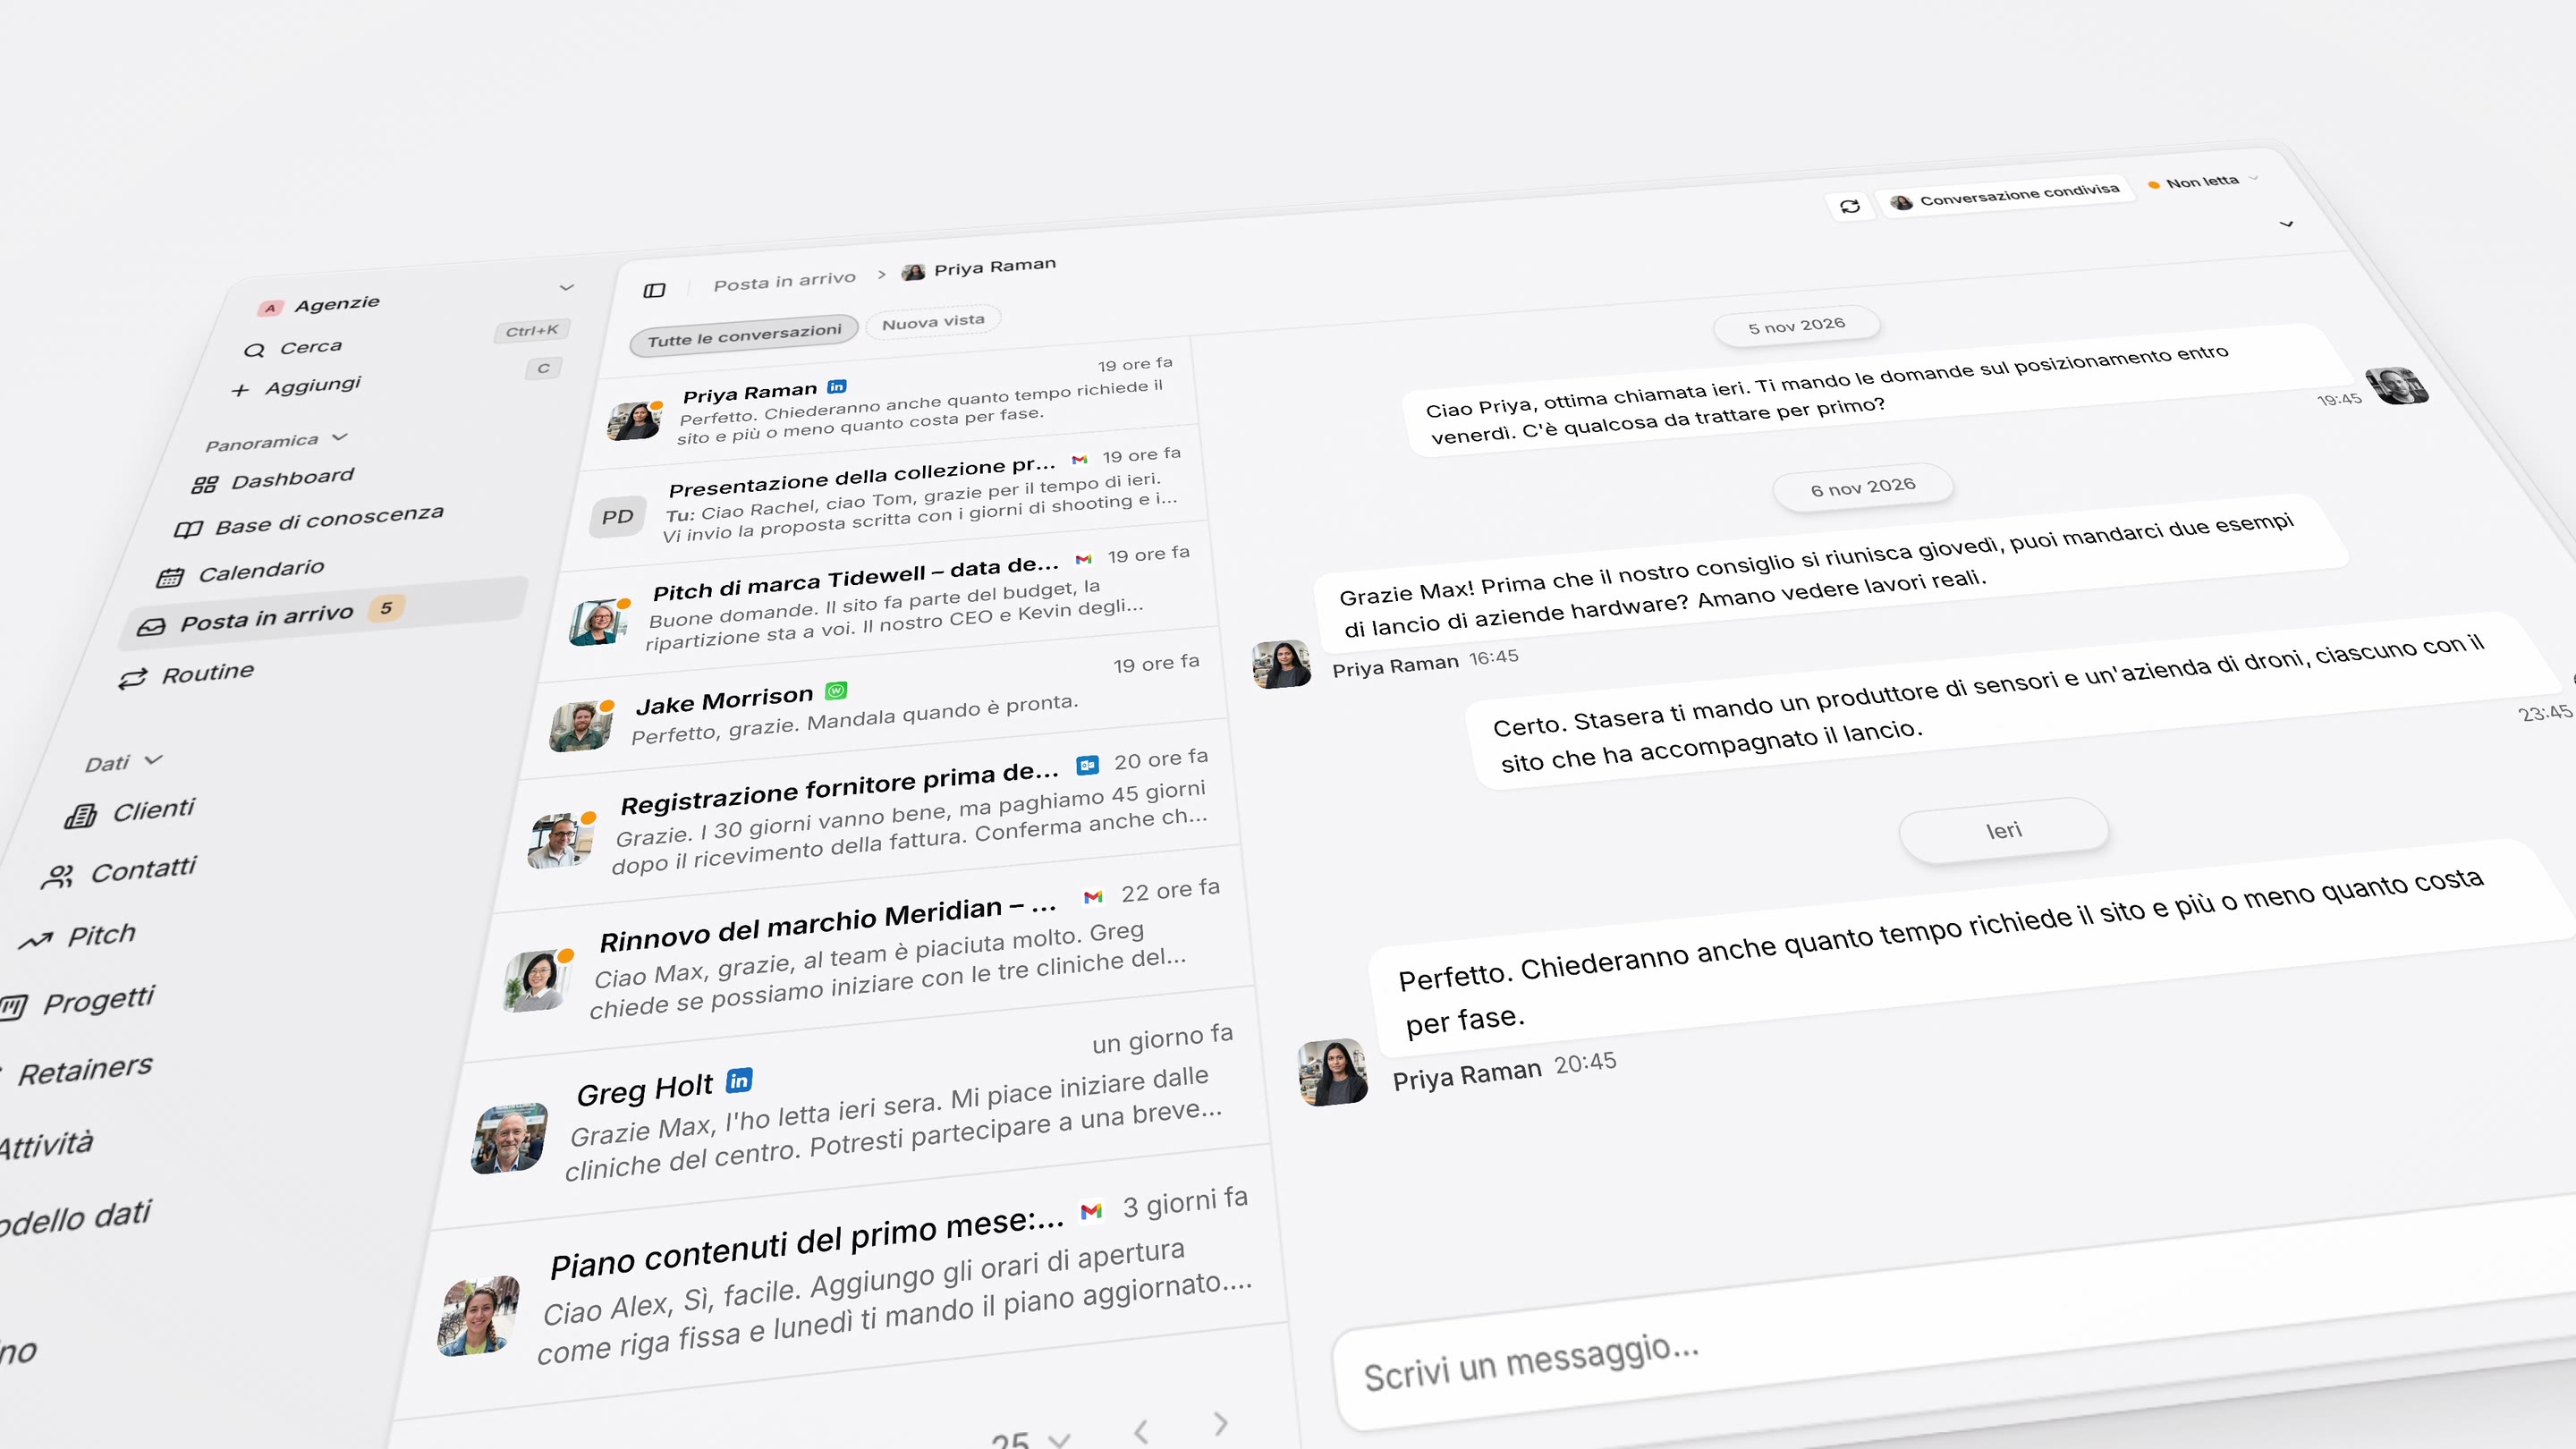 A Agenzie
Cerca
Ctrl+K
Aggiungi
C
Panoramica
Dashboard
Base di conoscenza
Calendario
Posta in arrivo 5
Routine
Dati
Clienti
Contatti
Pitch
Progetti
Retainers
Attività
dello dati
no
Posta in arrivo > Priya Raman
Conversazione condivisa
Non letta
Tutte le conversazioni
Nuova vista
Priya Raman
19 ore fa
Perfetto. Chiederanno anche quanto tempo richiede il
sito e più o meno quanto costa per fase.
PD
Presentazione della collezione pr...
19 ore fa
Tu: Ciao Rachel, ciao Tom, grazie per il tempo di ieri.
Vi invio la proposta scritta con i giorni di shooting e i...
Pitch di marca Tidewell – data de...
19 ore fa
Buone domande. Il sito fa parte del budget, la
ripartizione sta a voi. Il nostro CEO e Kevin degli...
Jake Morrison
19 ore fa
Perfetto, grazie. Mandala quando è pronta.
Registrazione fornitore prima de...
20 ore fa
Grazie. I 30 giorni vanno bene, ma paghiamo 45 giorni
dopo il ricevimento della fattura. Conferma anche ch...
Rinnovo del marchio Meridian – ...
22 ore fa
Ciao Max, grazie, al team è piaciuta molto. Greg
chiede se possiamo iniziare con le tre cliniche del...
Greg Holt
un giorno fa
Grazie Max, l'ho letta ieri sera. Mi piace iniziare dalle
cliniche del centro. Potresti partecipare a una breve...
Piano contenuti del primo mese:...
3 giorni fa
Ciao Alex, Sì, facile. Aggiungo gli orari di apertura
come riga fissa e lunedì ti mando il piano aggiornato....
25
5 nov 2026
Ciao Priya, ottima chiamata ieri. Ti mando le domande sul posizionamento entro
venerdì. C'è qualcosa da trattare per primo?
19:45
6 nov 2026
Grazie Max! Prima che il nostro consiglio si riunisca giovedì, puoi mandarci due esempi
di lancio di aziende hardware? Amano vedere lavori reali.
Priya Raman 16:45
Certo. Stasera ti mando un produttore di sensori e un'azienda di droni, ciascuno con il
sito che ha accompagnato il lancio.
23:45
Ieri
Perfetto. Chiederanno anche quanto tempo richiede il sito e più o meno quanto costa
per fase.
Priya Raman 20:45
Scrivi un messaggio...